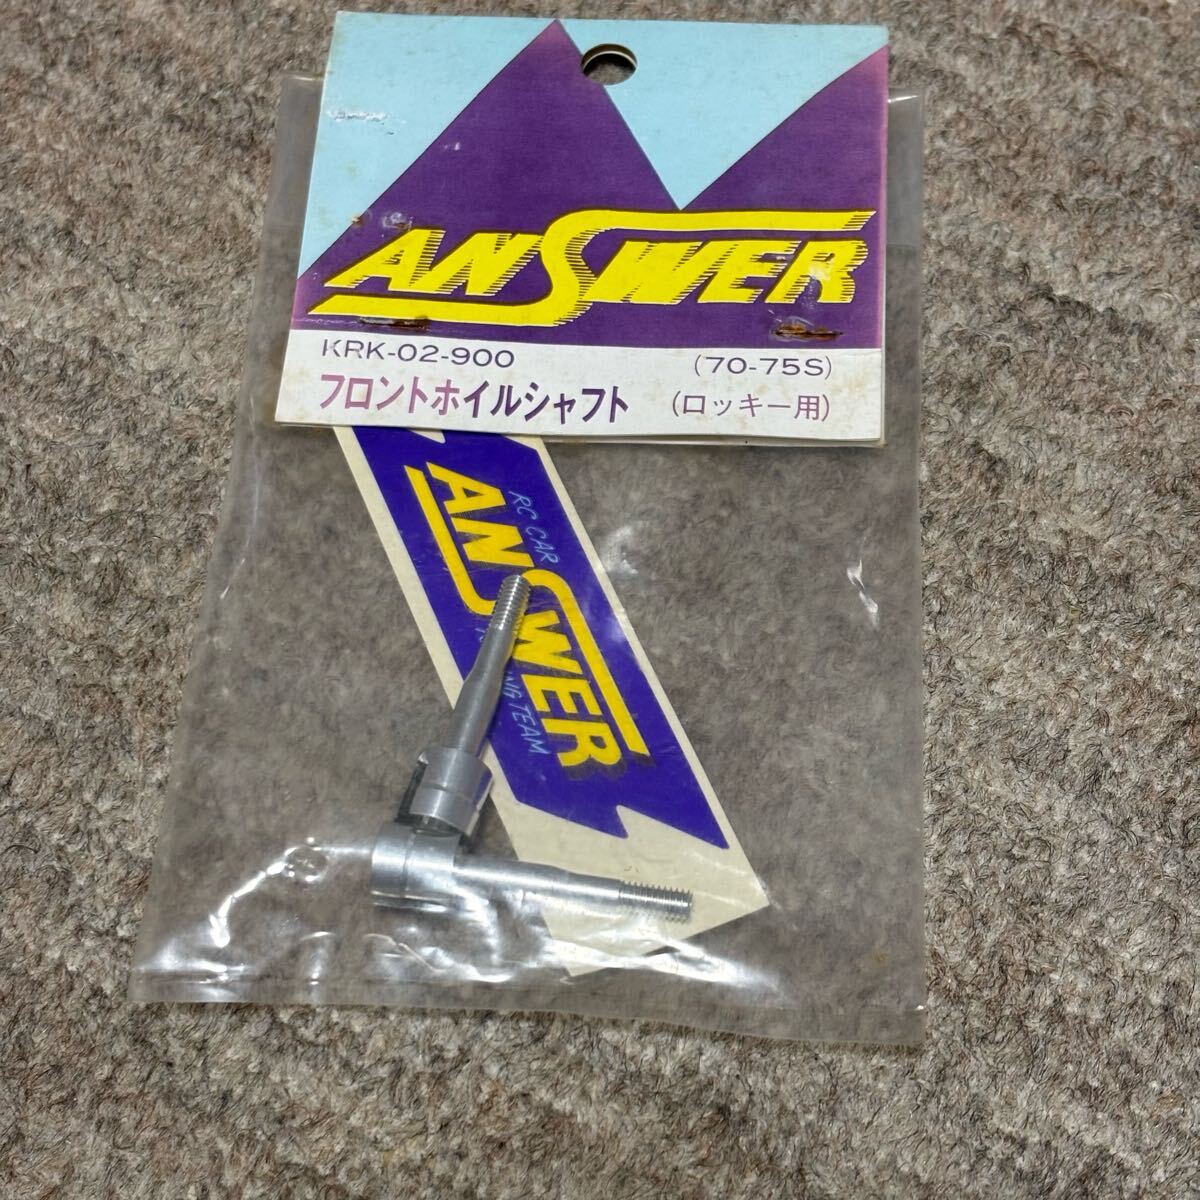 ANSWER
KRK-02-900 (70-75S)
フロントホイルシャフト (ロッキー用)
RC CAR
ANSWER
RACING TEAM